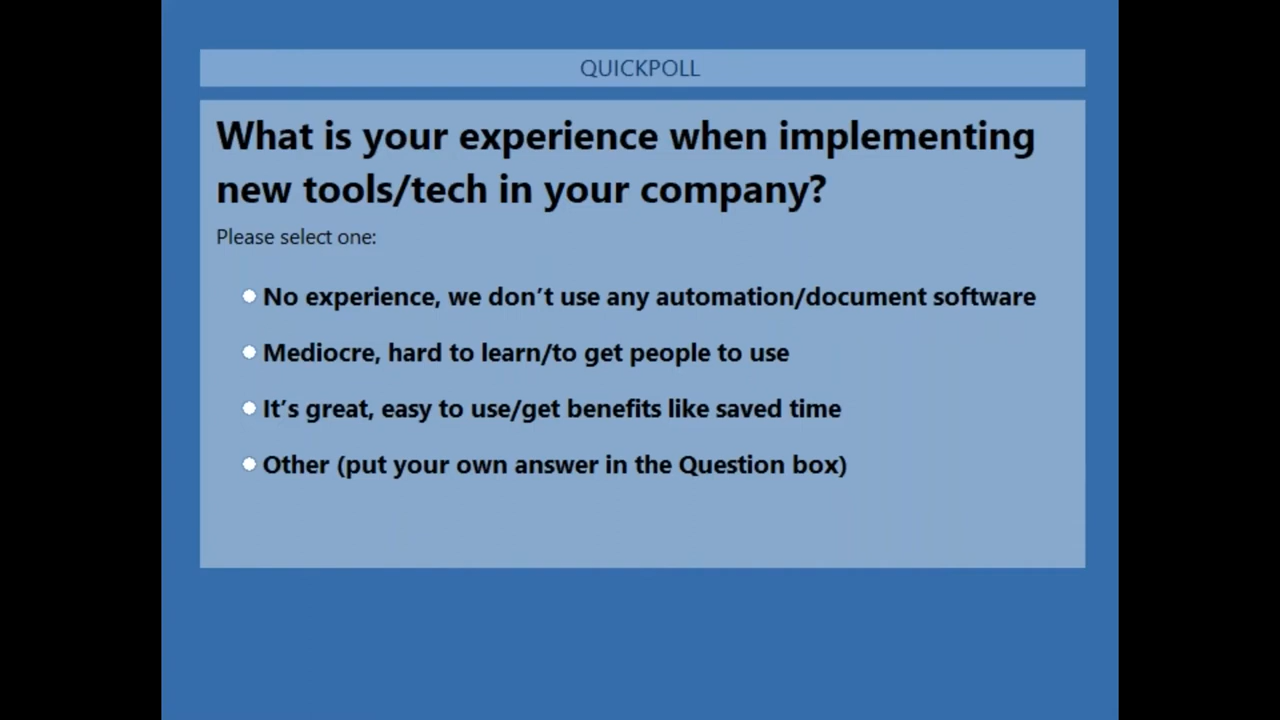 QUICKPOLL
What is your experience when implementing
new tools/tech in your company?
Please select one:
No experience, we don’t use any automation/document software
Mediocre, hard to learn/to get people to use
It’s great, easy to use/get benefits like saved time
Other (put your own answer in the Question box)